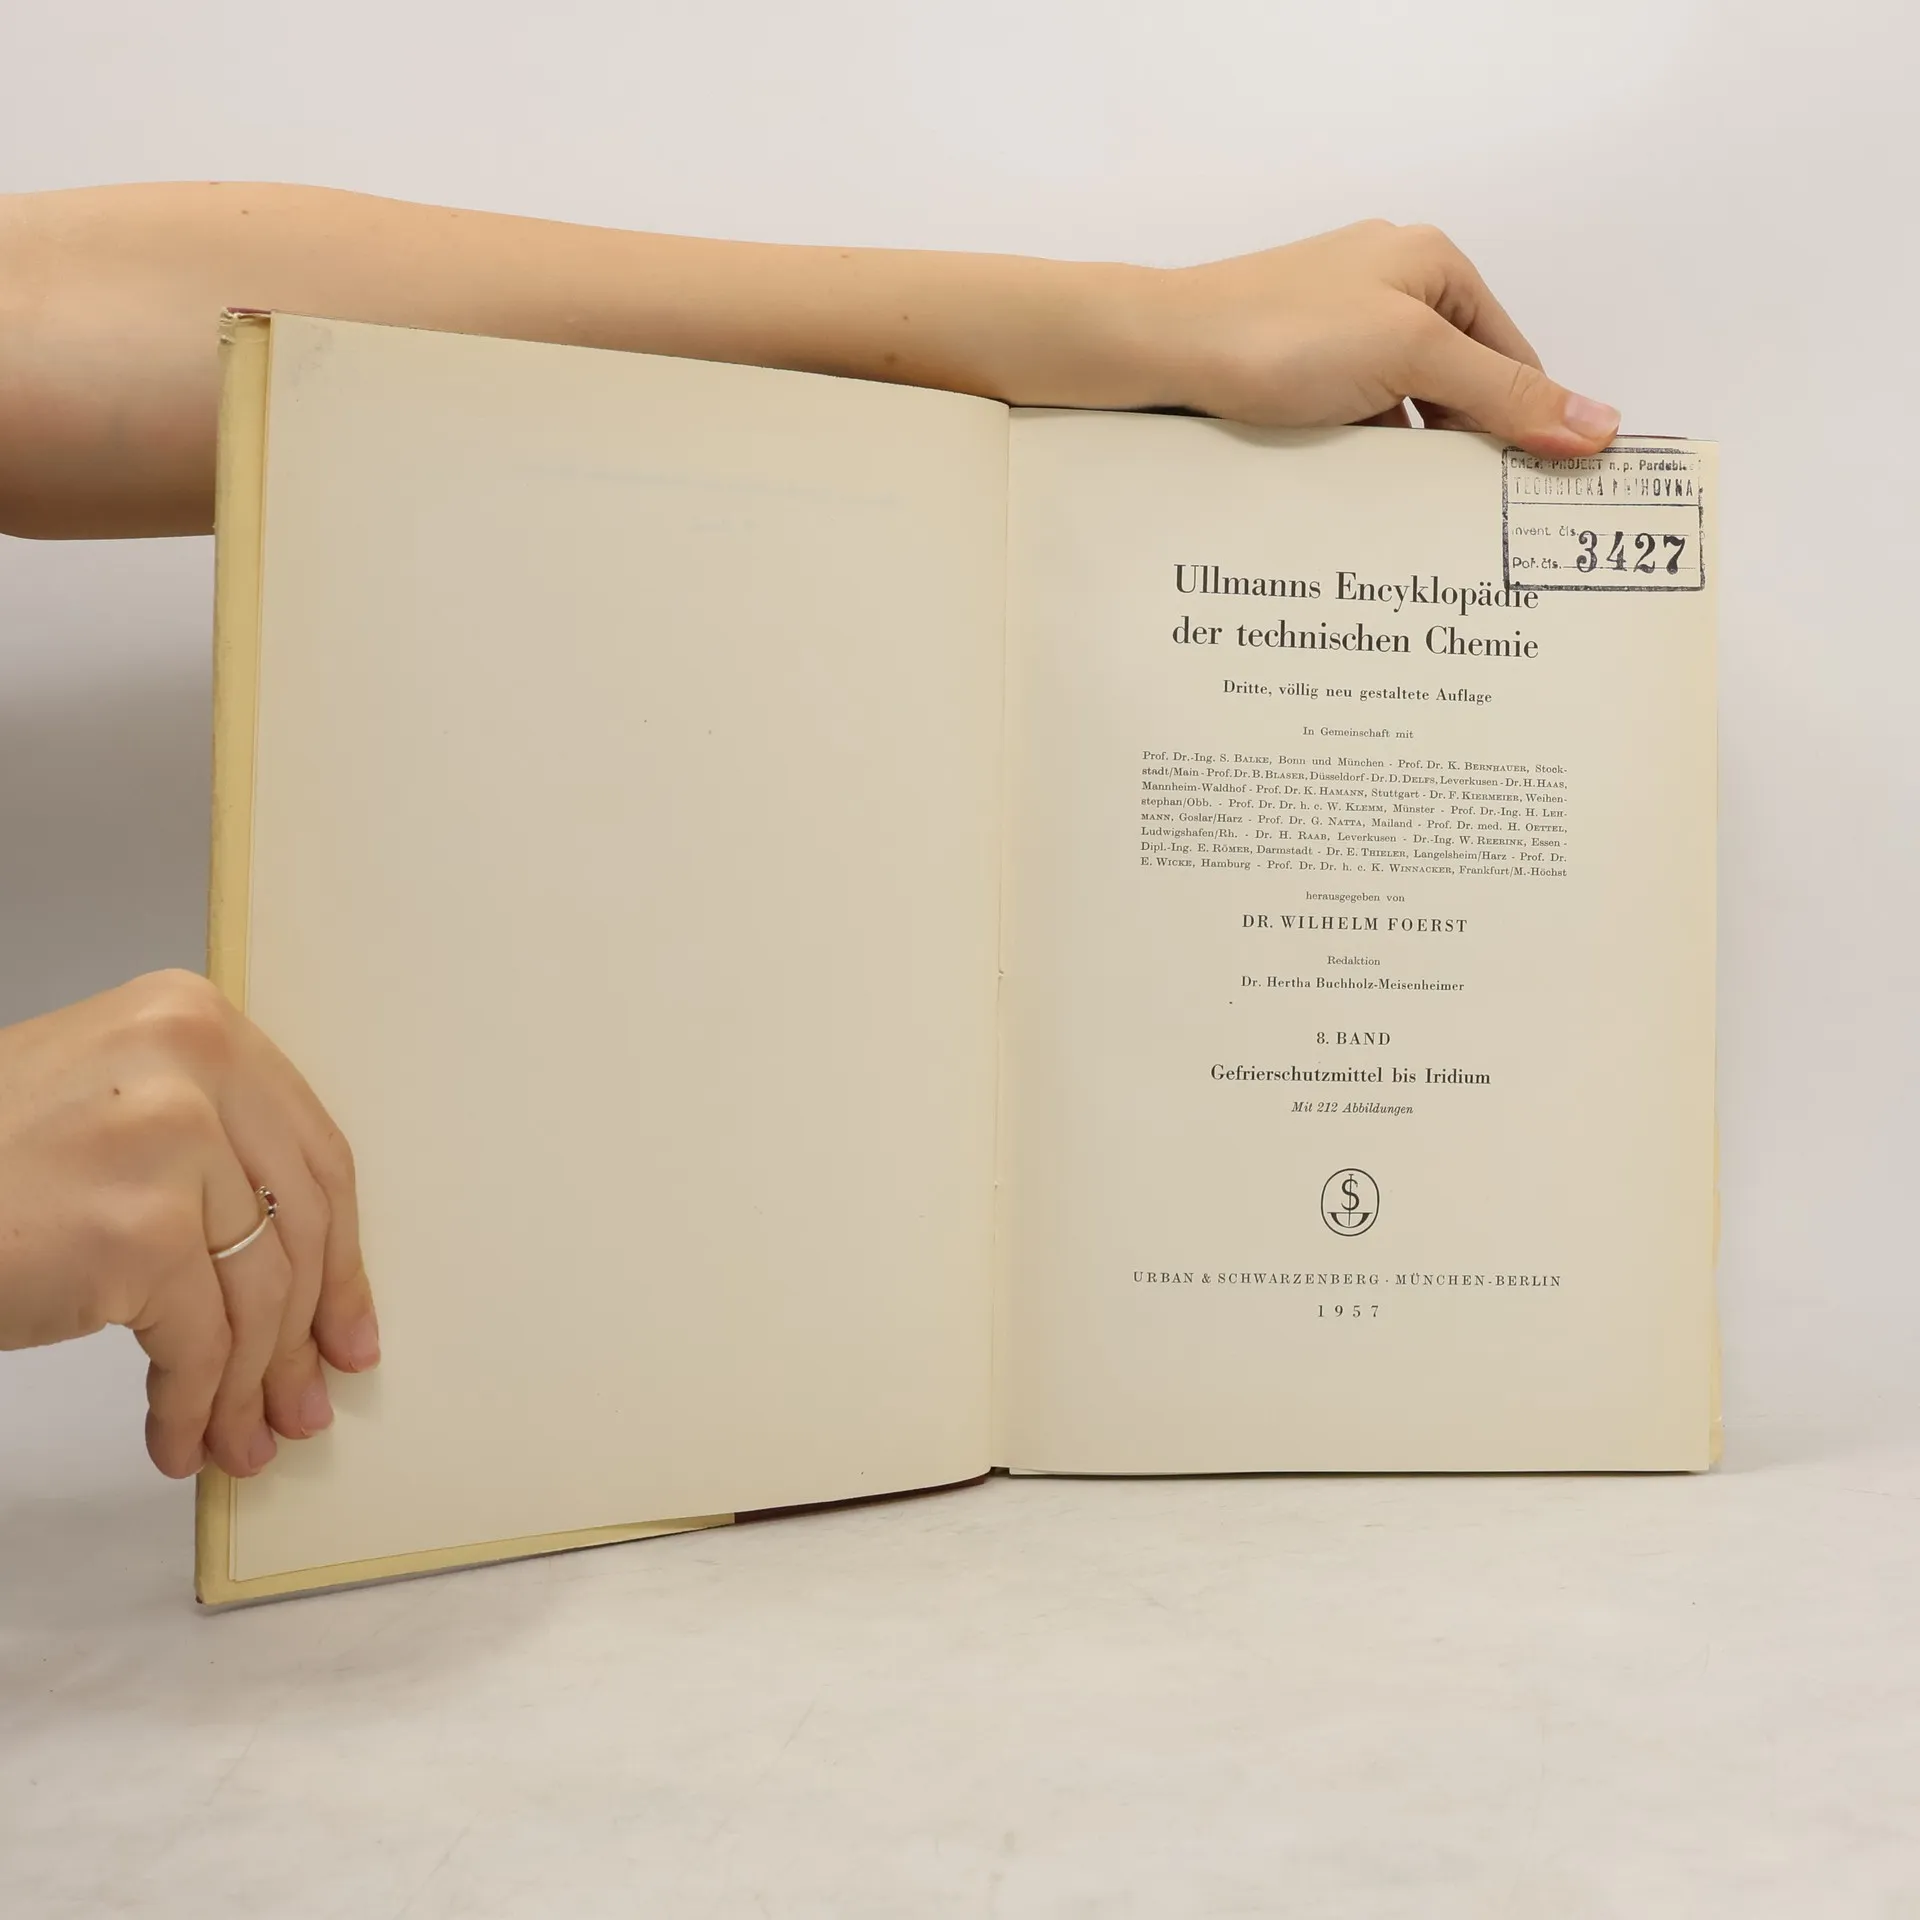 PROJEKT n. p. Pardubi
TECHNICKÁ KNIHOVNA
Invent. čís.
3427
Poř. čís.
Ullmanns Encyklopädie
der technischen Chemie
Dritte, völlig neu gestaltete Auflage
In Gemeinschaft mit
Prof. Dr.-Ing. S. BALKE, Bonn und München - Prof. Dr. K. BERNHAUER, Stock-
stadt/Main - Prof. Dr. B. BLASER, Düsseldorf - Dr. D. DELFS, Leverkusen - Dr. H. HAAS,
Mannheim-Waldhof - Prof. Dr. K. HAMANN, Stuttgart - Dr. F. KIERMEIER, Weihen-
stephan/Obb. - Prof. Dr. Dr. h. c. W. KLEMM, Münster - Prof. Dr.-Ing. H. LEH-
MANN, Goslar/Harz - Prof. Dr. G. NATTA, Mailand - Prof. Dr. med. H. OETTEL,
Ludwigshafen/Rh. - Dr. H. RAAB, Leverkusen - Dr.-Ing. W. REERINK, Essen -
Dipl.-Ing. E. RÖMER, Darmstadt - Dr. E. THIELER, Langelsheim/Harz - Prof. Dr.
E. WICKE, Hamburg - Prof. Dr. Dr. h. c. K. WINNACKER, Frankfurt/M.-Höchst
herausgegeben von
DR. WILHELM FOERST
Redaktion
Dr. Hertha Buchholz-Meisenheimer
8. BAND
Gefrierschutzmittel bis Iridium
Mit 212 Abbildungen
URBAN & SCHWARZENBERG · MÜNCHEN-BERLIN
1957